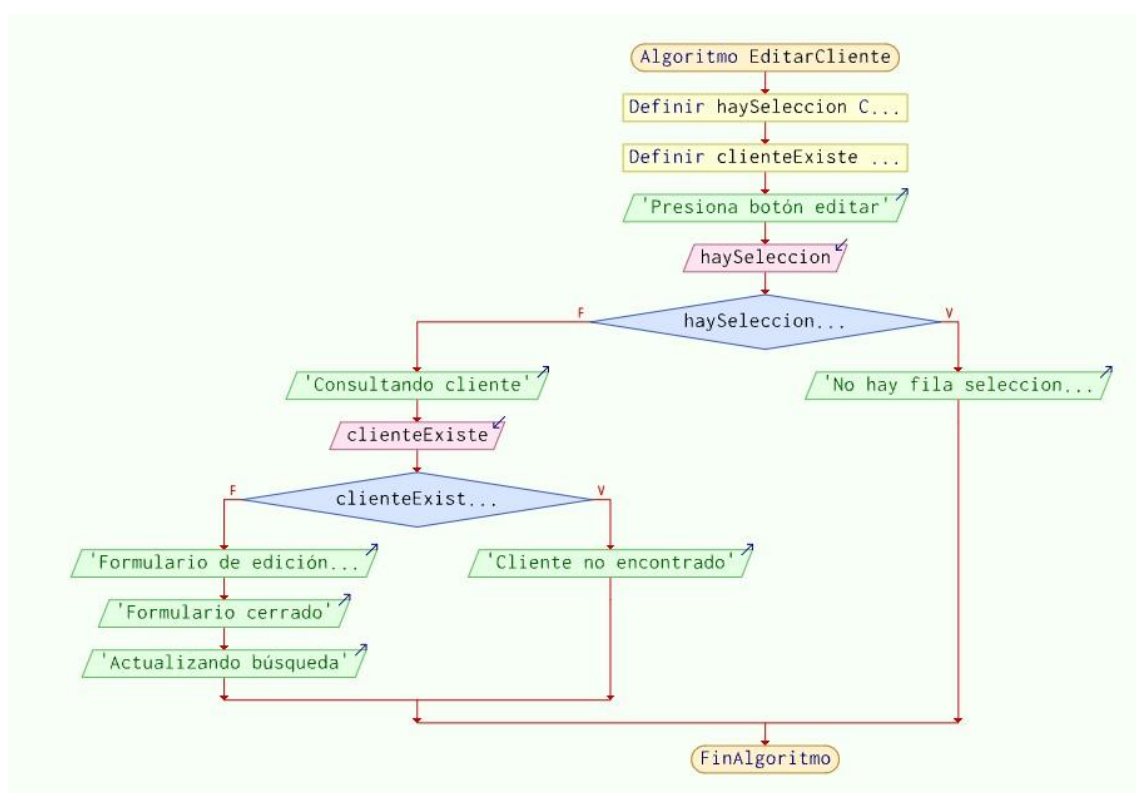 Algoritmo EditarCliente
Definir haySeleccion C...
Definir clienteExiste ...
'Presiona botón editar'
haySeleccion
F
haySeleccion...
V
'Consultando cliente'
'No hay fila seleccion...
clienteExiste
F
clienteExist...
V
'Formulario de edición...
'Cliente no encontrado'
'Formulario cerrado'
'Actualizando búsqueda'
FinAlgoritmo